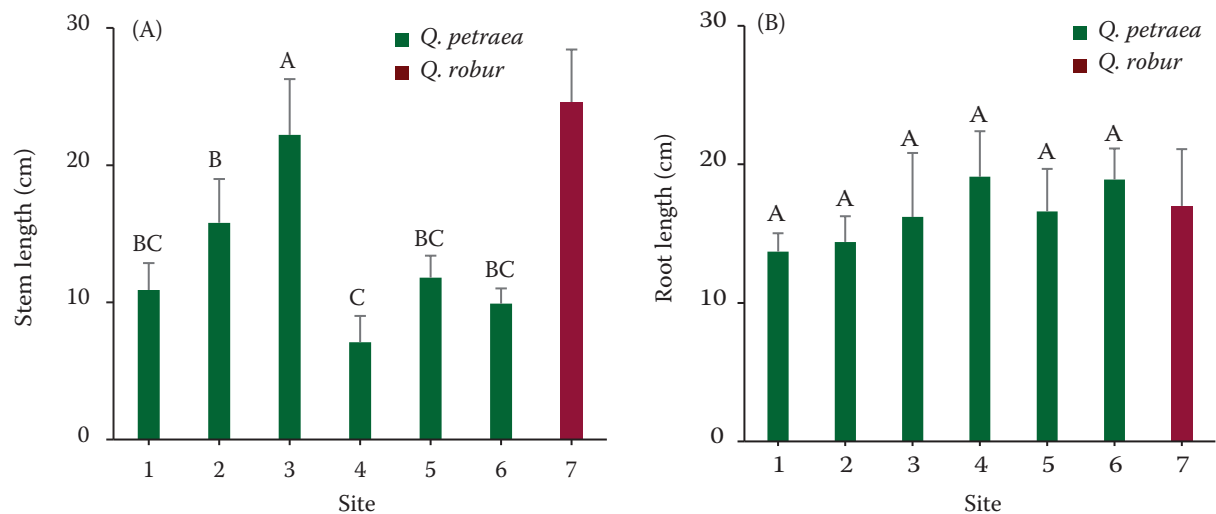 (A)
Q. petraea
Q. robur
Stem length (cm)
30
20
10
0
BC
B
A
C
BC
BC
1 2 3 4 5 6 7
Site
(B)
Q. petraea
Q. robur
Root length (cm)
30
20
10
0
A
A
A
A
A
A
1 2 3 4 5 6 7
Site